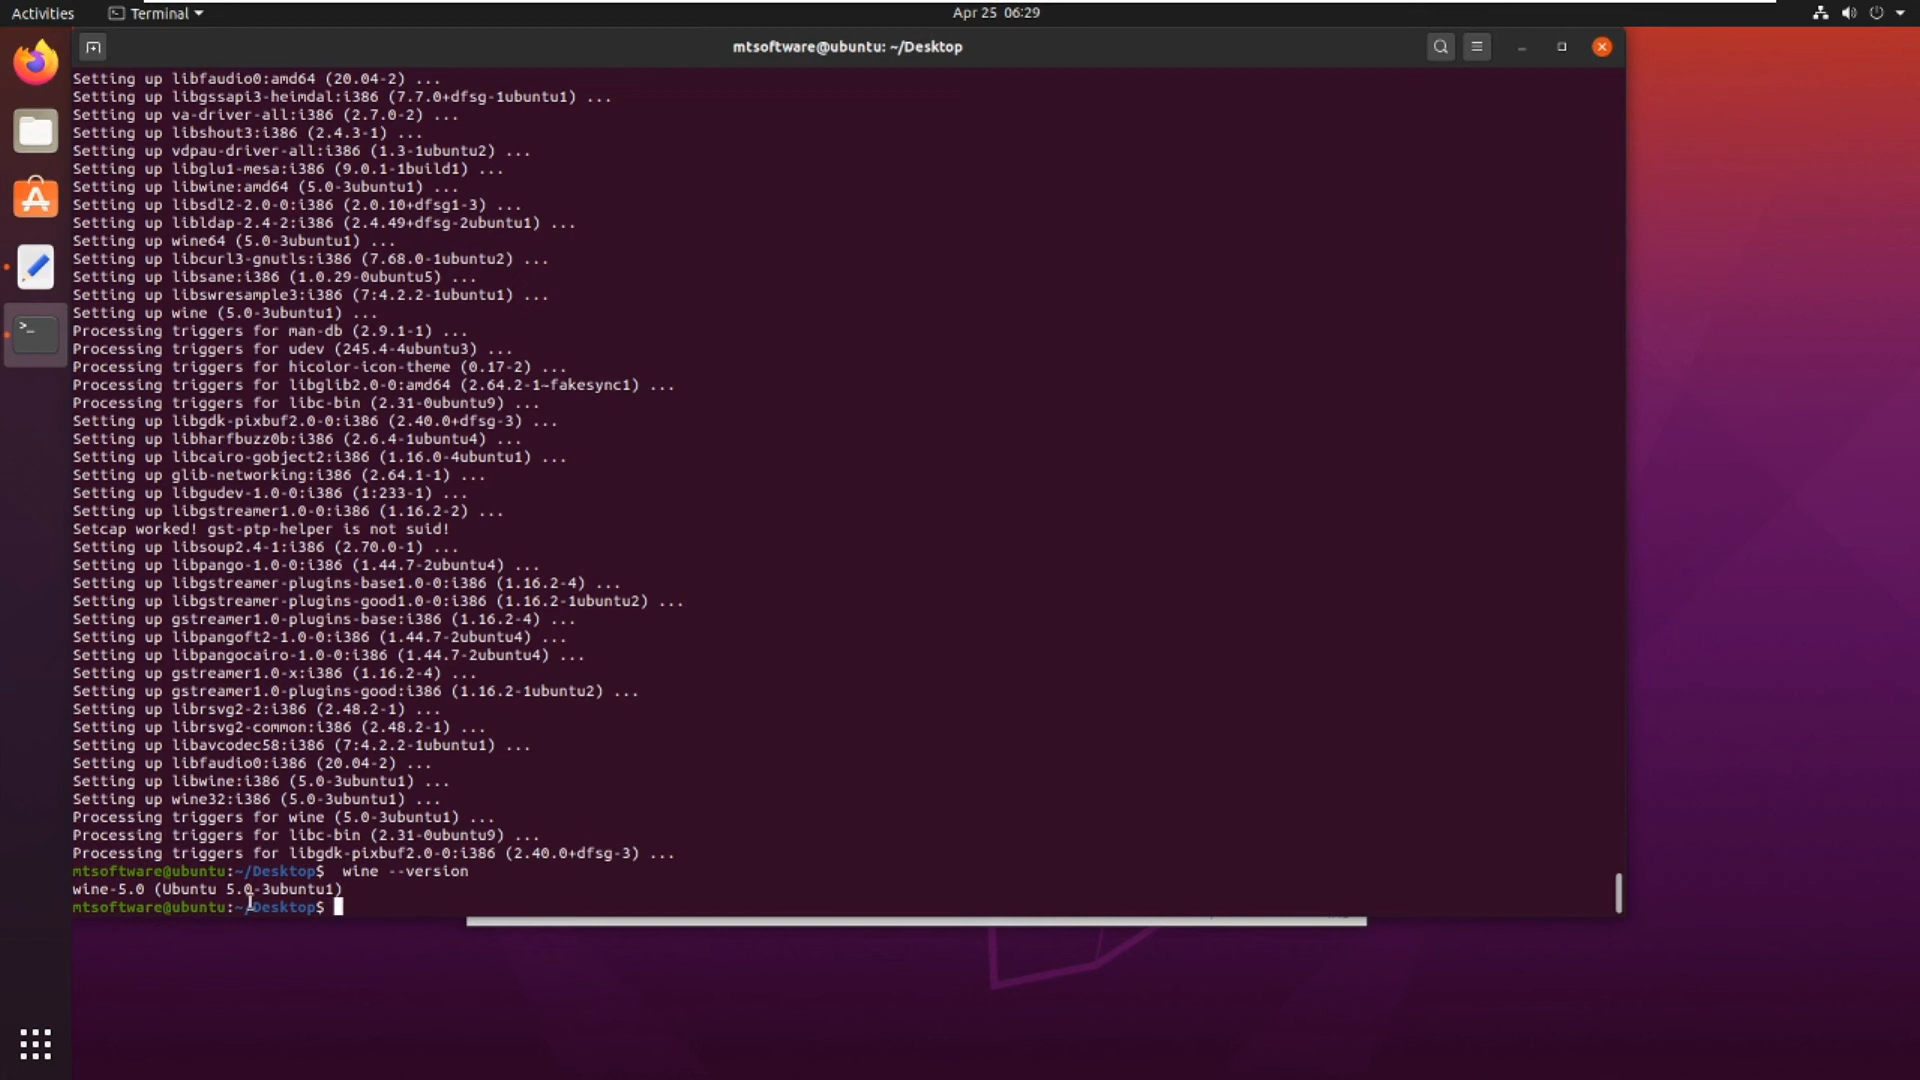 Activities
Terminal
Apr 25 06:29
mtsoftware@ubuntu: ~/Desktop
Setting up libfaudio0:amd64 (20.04-2) ...
Setting up libgssapi3-heimdal:i386 (7.7.0+dfsg-1ubuntu1) ...
Setting up va-driver-all:i386 (2.7.0-2) ...
Setting up libshout3:i386 (2.4.3-1) ...
Setting up vdpau-driver-all:i386 (1.3-1ubuntu2) ...
Setting up libglu1-mesa:i386 (9.0.1-1build1) ...
Setting up libwine:amd64 (5.0-3ubuntu1) ...
Setting up libsdl2-2.0-0:i386 (2.0.10+dfsg1-3) ...
Setting up libldap-2.4-2:i386 (2.4.49+dfsg-2ubuntu1) ...
Setting up wine64 (5.0-3ubuntu1) ...
Setting up libcurl3-gnutls:i386 (7.68.0-1ubuntu2) ...
Setting up libsane:i386 (1.0.29-0ubuntu5) ...
Setting up libswresample3:i386 (7:4.2.2-1ubuntu1) ...
Setting up wine (5.0-3ubuntu1) ...
Processing triggers for man-db (2.9.1-1) ...
Processing triggers for udev (245.4-4ubuntu3) ...
Processing triggers for hicolor-icon-theme (0.17-2) ...
Processing triggers for libglib2.0-0:amd64 (2.64.2-1~fakesync1) ...
Processing triggers for libc-bin (2.31-0ubuntu9) ...
Setting up libgdk-pixbuf2.0-0:i386 (2.40.0+dfsg-3) ...
Setting up libharfbuzz0b:i386 (2.6.4-1ubuntu4) ...
Setting up libcairo-gobject2:i386 (1.16.0-4ubuntu1) ...
Setting up glib-networking:i386 (2.64.1-1) ...
Setting up libgudev-1.0-0:i386 (1:233-1) ...
Setting up libgstreamer1.0-0:i386 (1.16.2-2) ...
Setcap worked! gst-ptp-helper is not suid!
Setting up libsoup2.4-1:i386 (2.70.0-1) ...
Setting up libpango-1.0-0:i386 (1.44.7-2ubuntu4) ...
Setting up libgstreamer-plugins-base1.0-0:i386 (1.16.2-4) ...
Setting up libgstreamer-plugins-good1.0-0:i386 (1.16.2-1ubuntu2) ...
Setting up gstreamer1.0-plugins-base:i386 (1.16.2-4) ...
Setting up libpangoft2-1.0-0:i386 (1.44.7-2ubuntu4) ...
Setting up libpangocairo-1.0-0:i386 (1.44.7-2ubuntu4) ...
Setting up gstreamer1.0-x:i386 (1.16.2-4) ...
Setting up gstreamer1.0-plugins-good:i386 (1.16.2-1ubuntu2) ...
Setting up librsvg2-2:i386 (2.48.2-1) ...
Setting up librsvg2-common:i386 (2.48.2-1) ...
Setting up libavcodec58:i386 (7:4.2.2-1ubuntu1) ...
Setting up libfaudio0:i386 (20.04-2) ...
Setting up libwine:i386 (5.0-3ubuntu1) ...
Setting up wine32:i386 (5.0-3ubuntu1) ...
Processing triggers for wine (5.0-3ubuntu1) ...
Processing triggers for libc-bin (2.31-0ubuntu9) ...
Processing triggers for libgdk-pixbuf2.0-0:i386 (2.40.0+dfsg-3) ...
mtsoftware@ubuntu:~/Desktop$  wine --version
wine-5.0 (Ubuntu 5.0-3ubuntu1)
mtsoftware@ubuntu:~/Desktop$